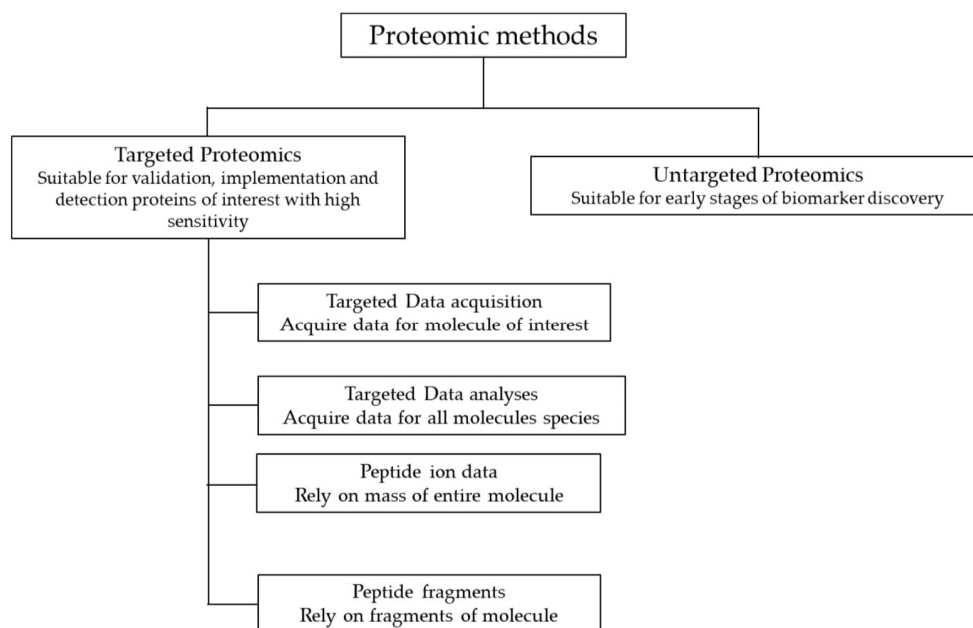 Proteomic methods
Targeted Proteomics
Suitable for validation, implementation and
detection proteins of interest with high
sensitivity
Untargeted Proteomics
Suitable for early stages of biomarker discovery
Targeted Data acquisition
Acquire data for molecule of interest
Targeted Data analyses
Acquire data for all molecules species
Peptide ion data
Rely on mass of entire molecule
Peptide fragments
Rely on fragments of molecule